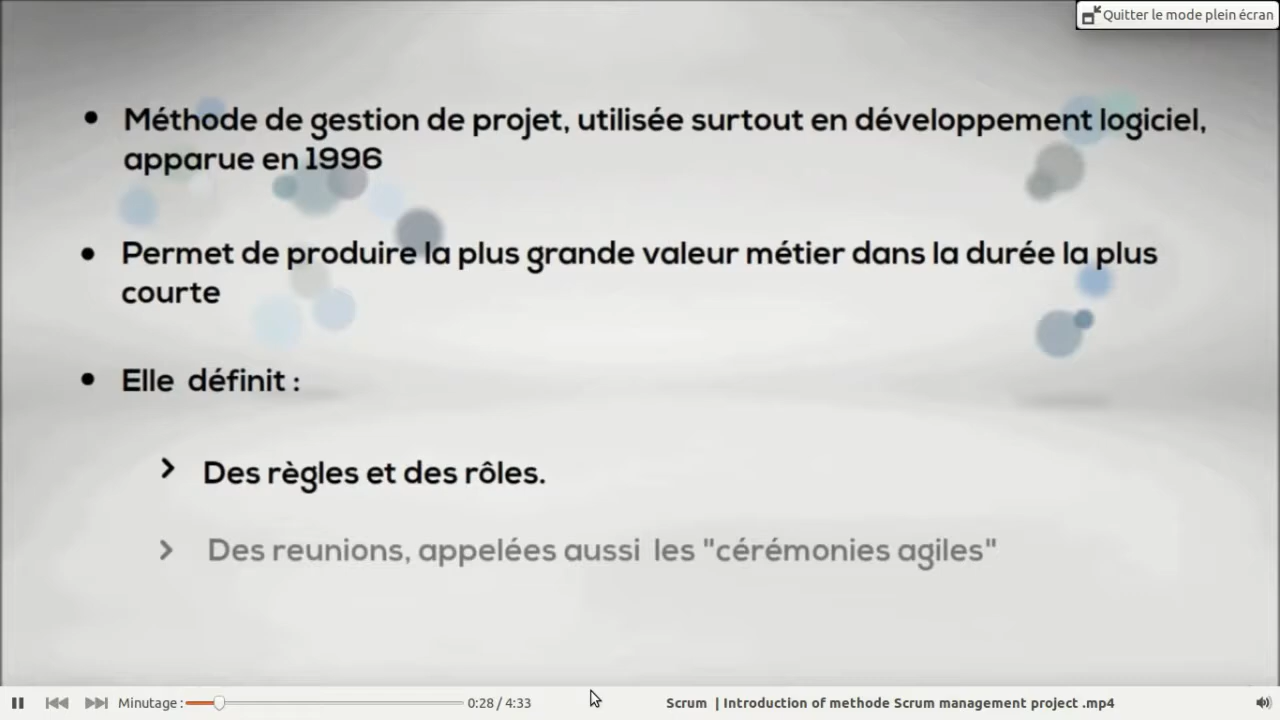 Quitter le mode plein écran
• Méthode de gestion de projet, utilisée surtout en développement logiciel,
apparue en 1996
• Permet de produire la plus grande valeur métier dans la durée la plus
courte
• Elle définit :
> Des règles et des rôles.
> Des reunions, appelées aussi les "cérémonies agiles"
Minutage : 0:28 / 4:33 Scrum | Introduction of methode Scrum management project .mp4